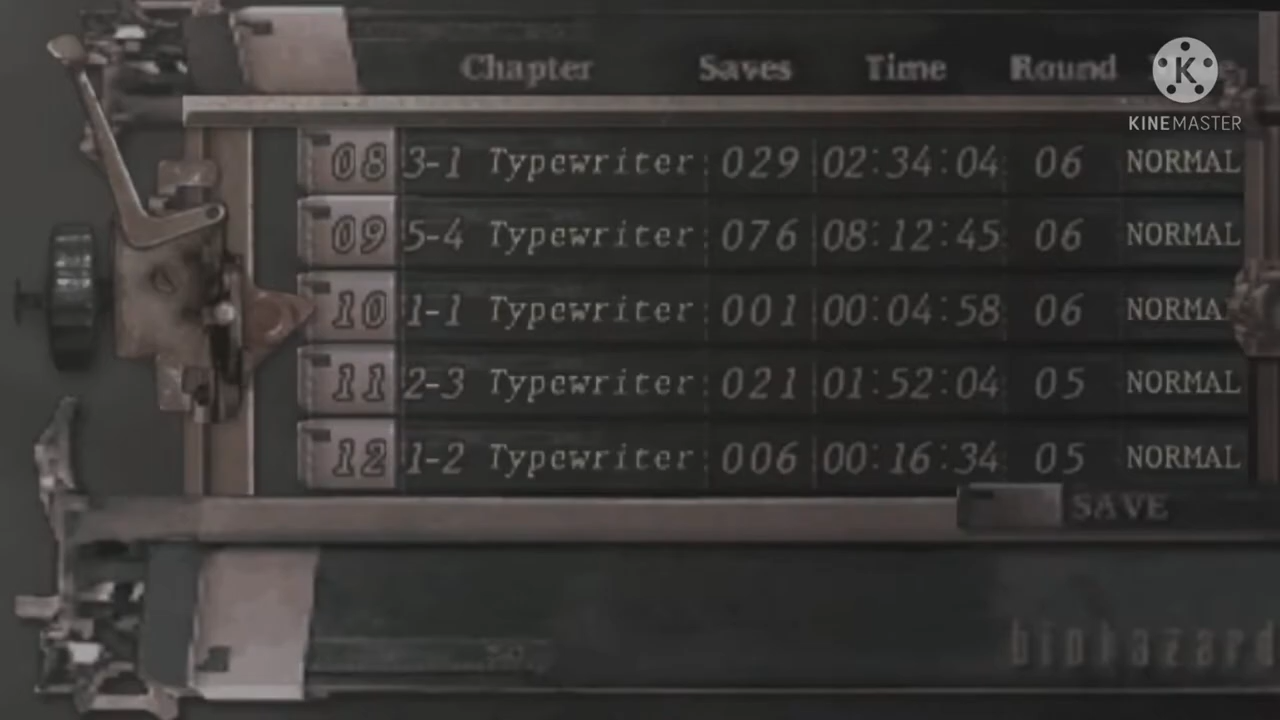 Chapter Saves Time Round
K
KINEMASTER
08 3-1 Typewriter 029 02:34:04 06 NORMAL
09 5-4 Typewriter 076 08:12:45 06 NORMAL
10 1-1 Typewriter 001 00:04:58 06 NORMA
11 2-3 Typewriter 021 01:52:04 05 NORMAL
12 1-2 Typewriter 006 00:16:34 05 NORMAL
SAVE
biohazard